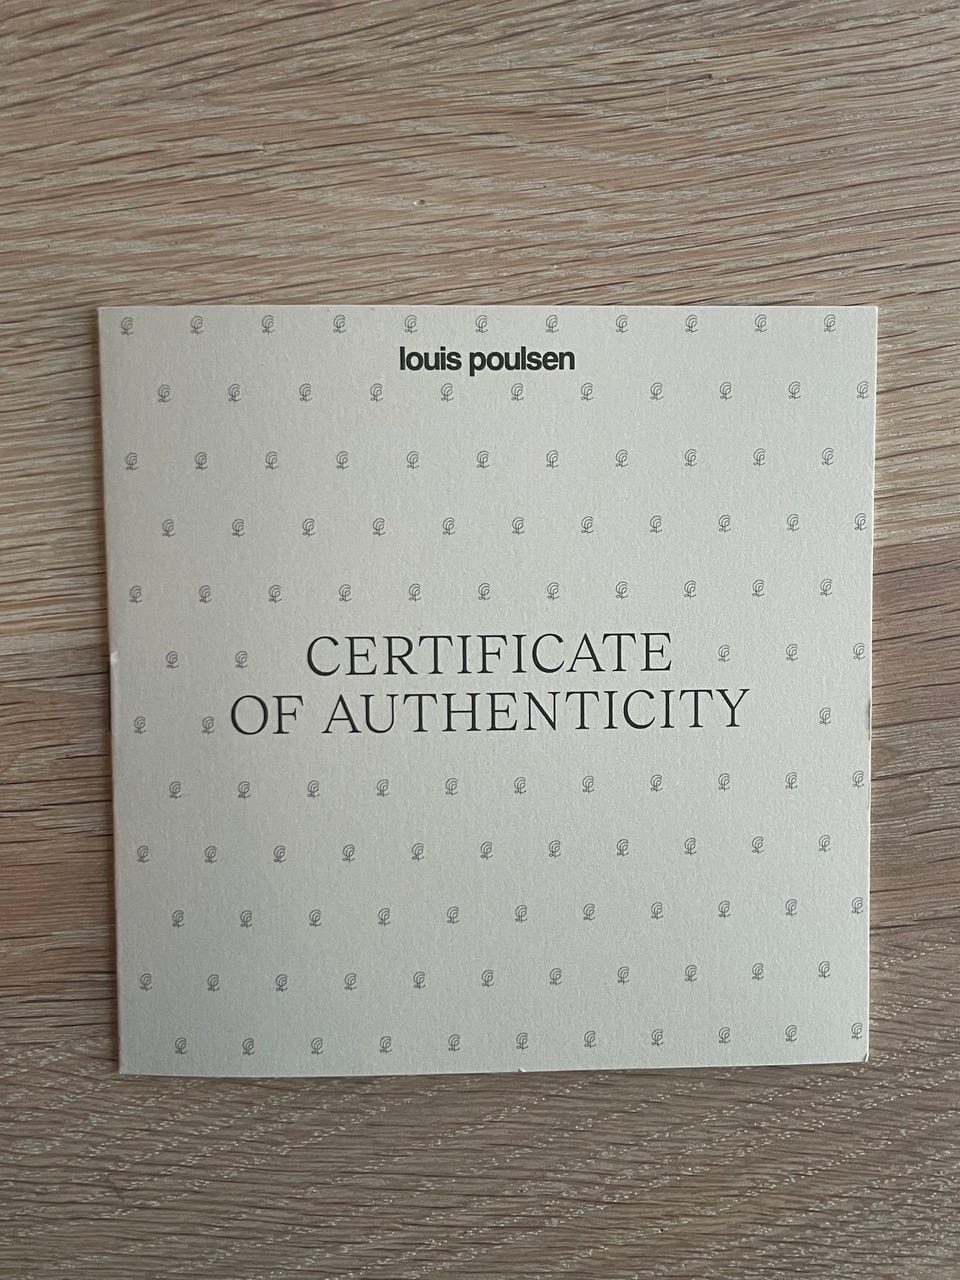 louis poulsen
CERTIFICATE
OF AUTHENTICITY